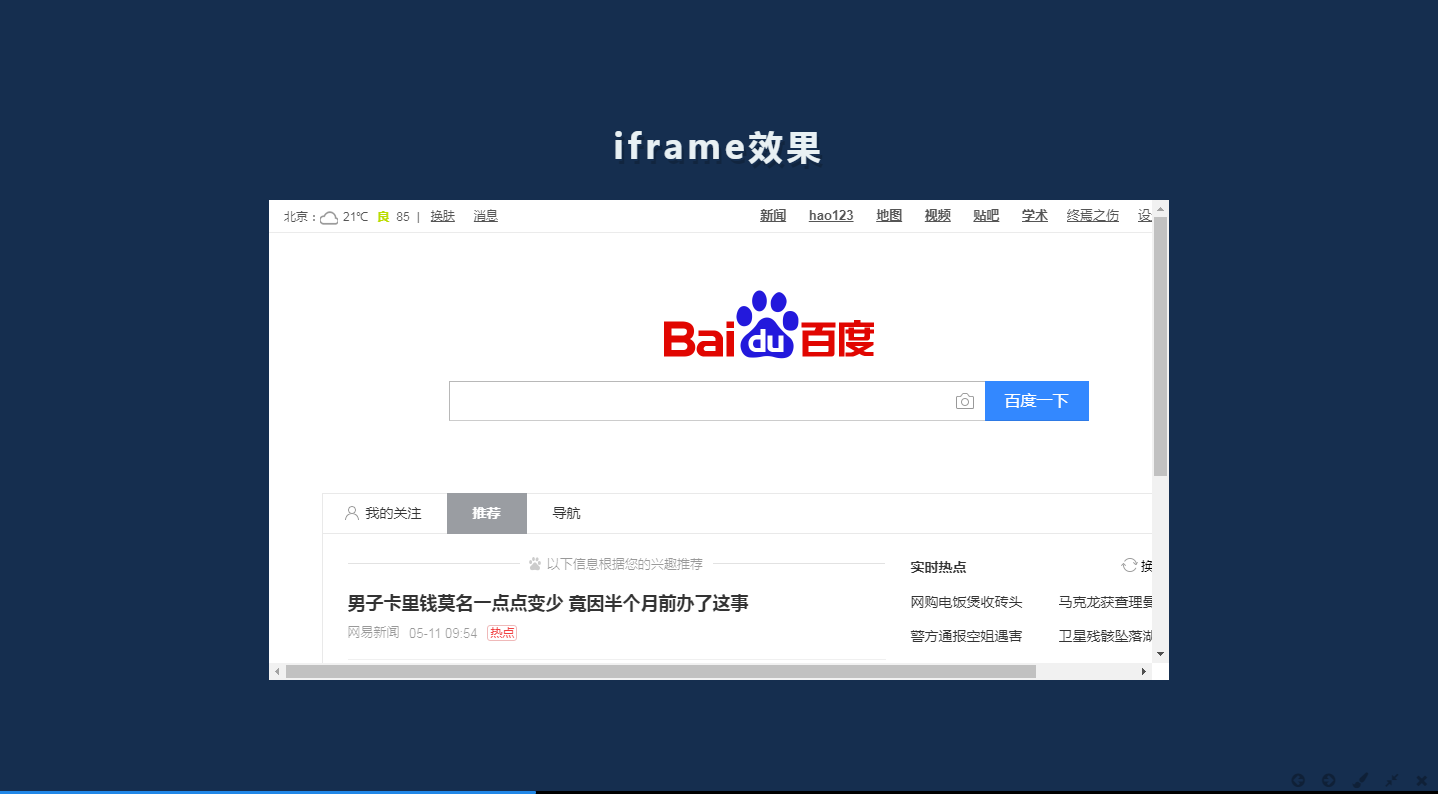 iframe效果
北京： 21℃ 良 85 | 换肤 消息 新闻 hao123 地图 视频 贴吧 学术 终焉之伤 设
Bai du 百度
百度一下
我的关注 推荐 导航
以下信息根据您的兴趣推荐
实时热点 换
男子卡里钱莫名一点点变少 竟因半个月前办了这事
网购电饭煲收砖头 马克龙获查理曼
网易新闻 05-11 09:54 热点
警方通报空姐遇害 卫星残骸坠落湖